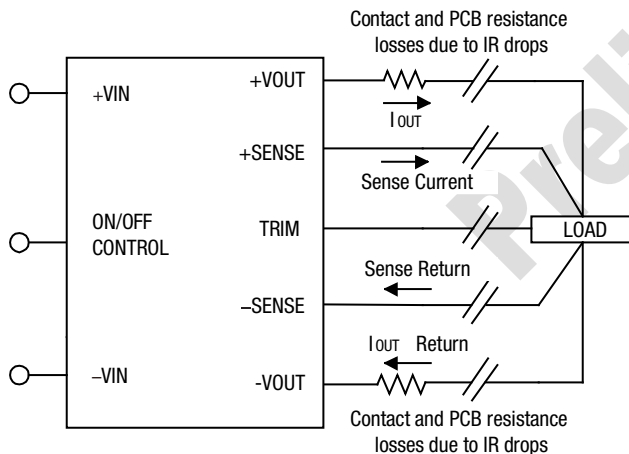 Contact and PCB resistance
losses due to IR drops
+VOUT
+VIN
IOUT
+SENSE
Sense Current
ON/OFF
CONTROL
TRIM
LOAD
Sense Return
–SENSE
IOUT Return
–VIN
-VOUT
Contact and PCB resistance
losses due to IR drops
Preli